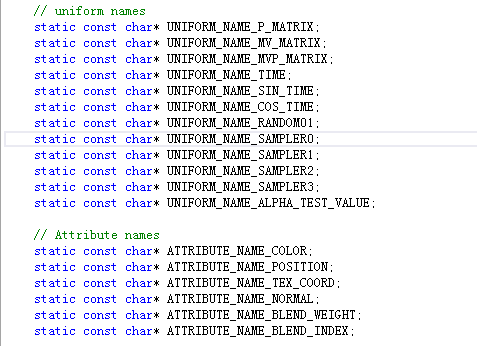 // uniform names
static const char* UNIFORM_NAME_P_MATRIX;
static const char* UNIFORM_NAME_MV_MATRIX;
static const char* UNIFORM_NAME_MVP_MATRIX;
static const char* UNIFORM_NAME_TIME;
static const char* UNIFORM_NAME_SIN_TIME;
static const char* UNIFORM_NAME_COS_TIME;
static const char* UNIFORM_NAME_RANDOM01;
static const char* UNIFORM_NAME_SAMPLER0;
static const char* UNIFORM_NAME_SAMPLER1;
static const char* UNIFORM_NAME_SAMPLER2;
static const char* UNIFORM_NAME_SAMPLER3;
static const char* UNIFORM_NAME_ALPHA_TEST_VALUE;
// Attribute names
static const char* ATTRIBUTE_NAME_COLOR;
static const char* ATTRIBUTE_NAME_POSITION;
static const char* ATTRIBUTE_NAME_TEX_COORD;
static const char* ATTRIBUTE_NAME_NORMAL;
static const char* ATTRIBUTE_NAME_BLEND_WEIGHT;
static const char* ATTRIBUTE_NAME_BLEND_INDEX;